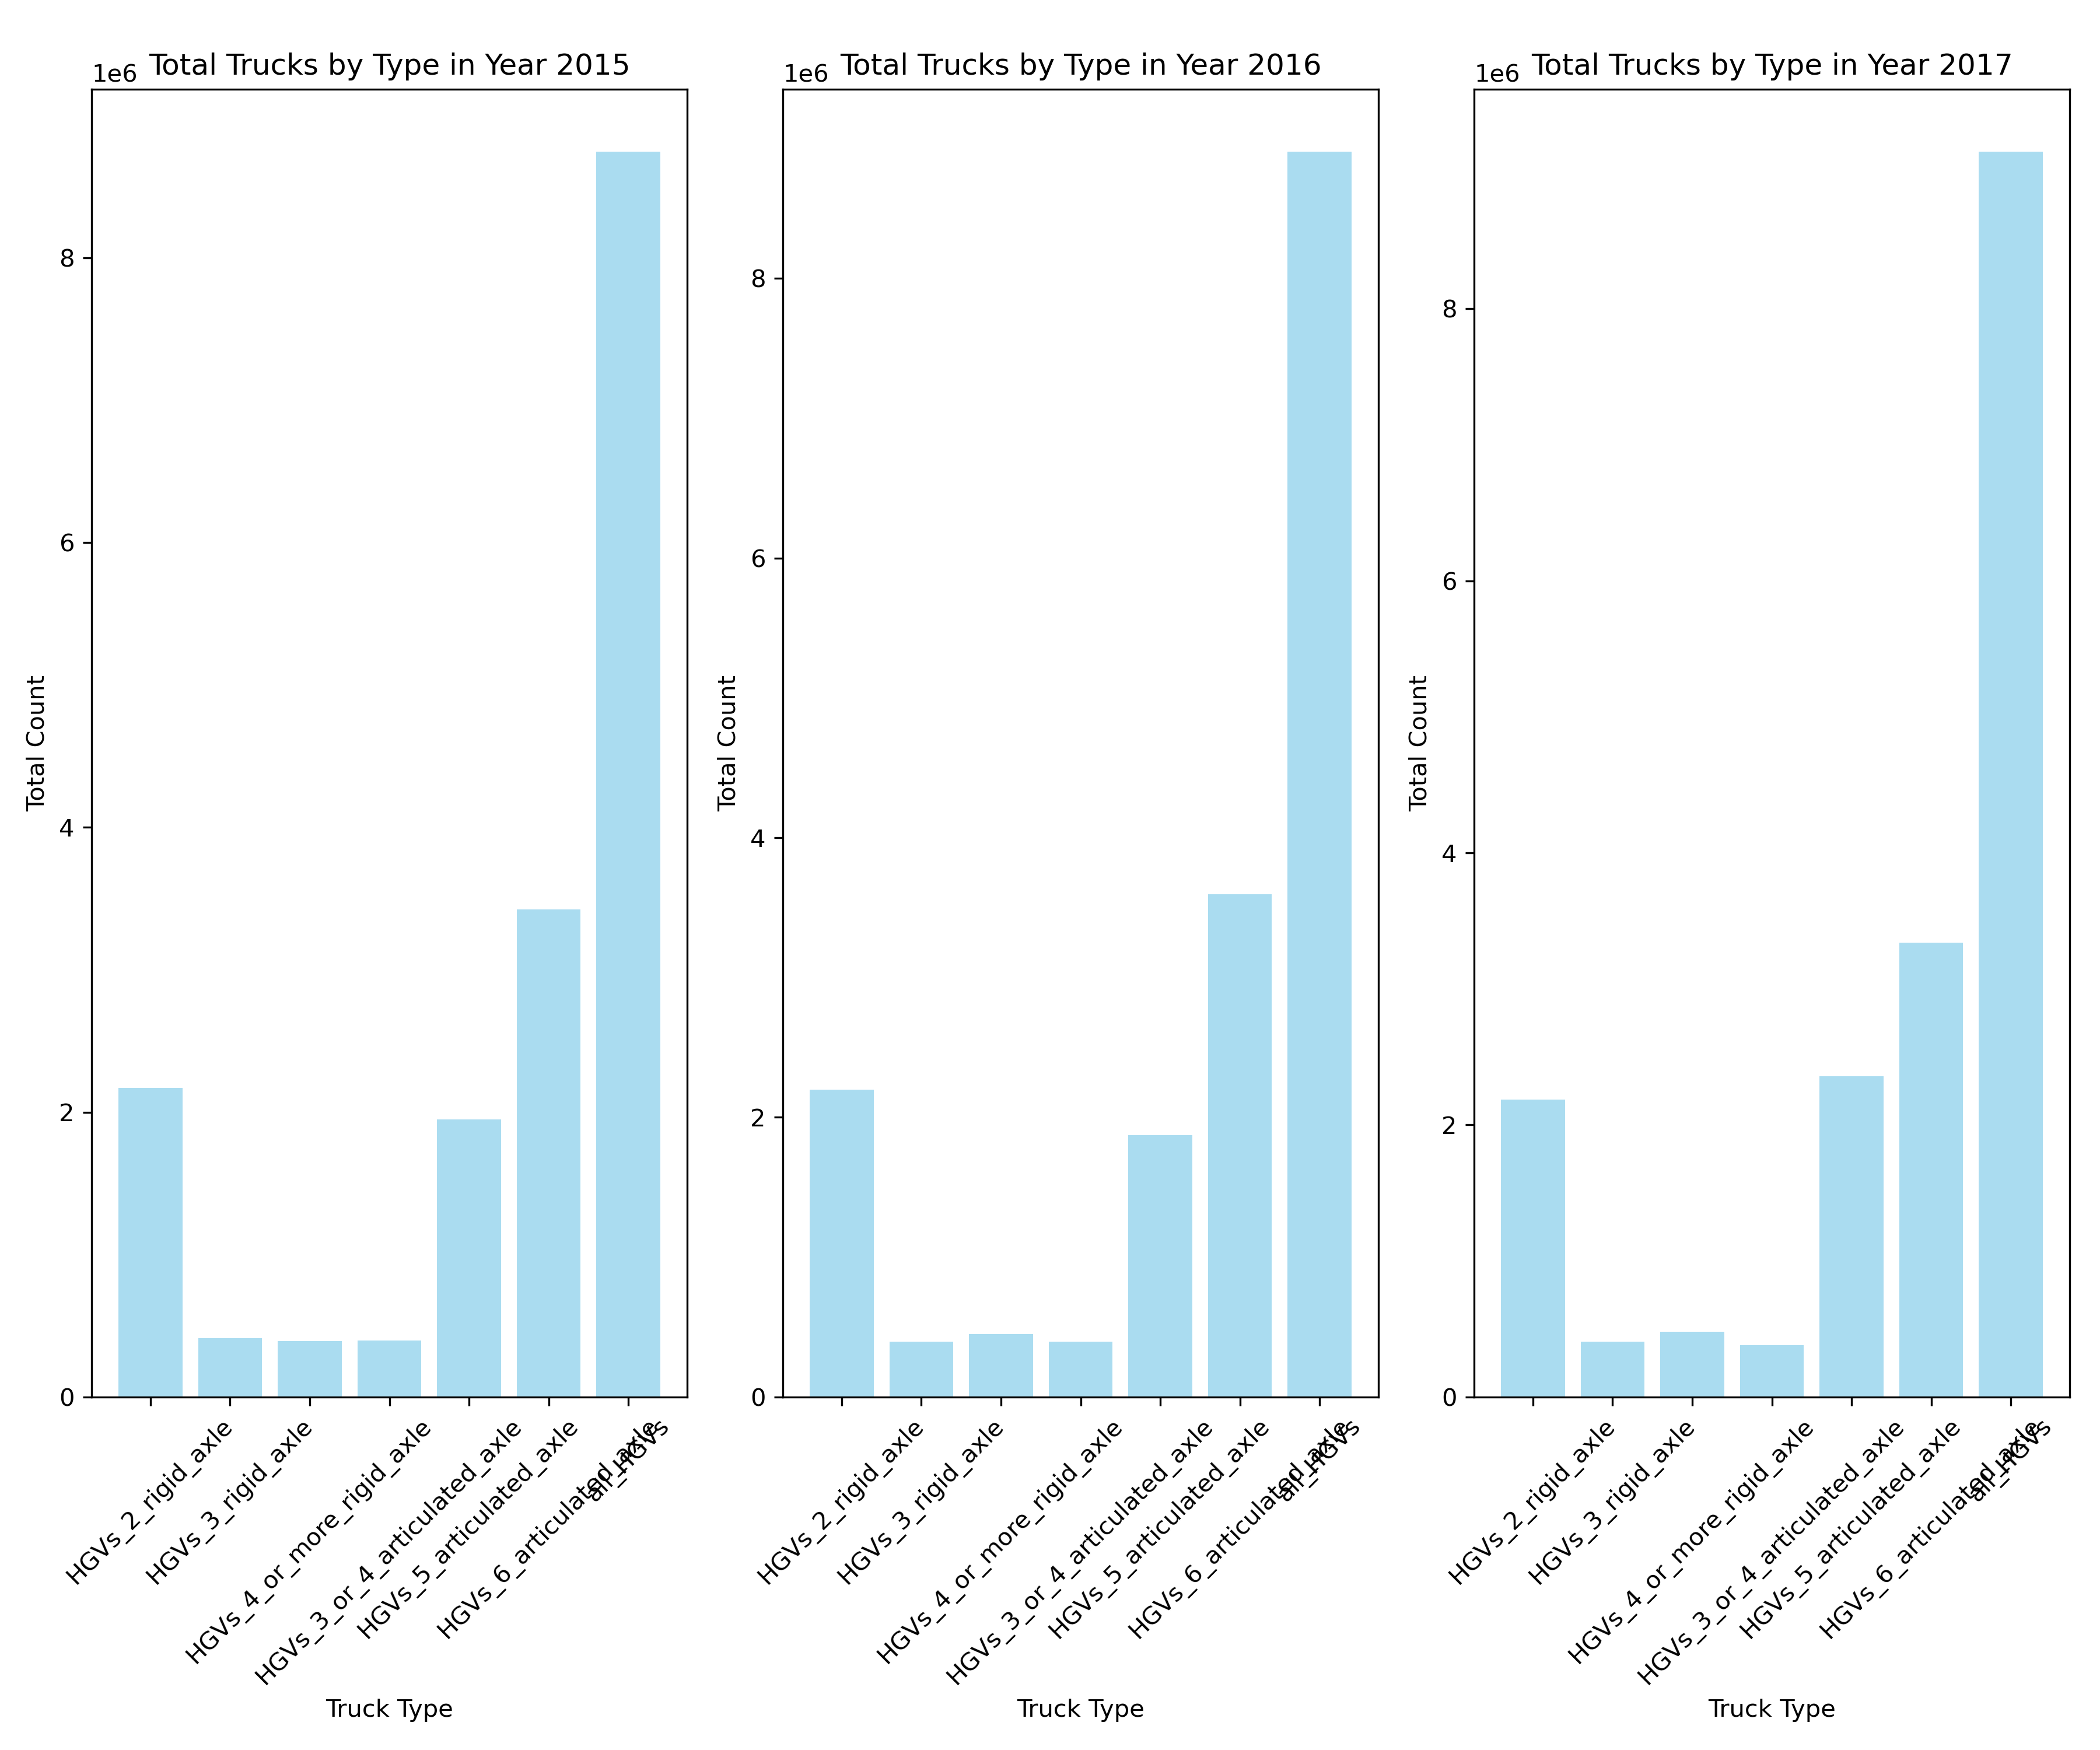 Total Trucks by Type in Year 2015
1e6
8
6
4
2
0
Total Count
HGVs_2_rigid_axle
HGVs_3_rigid_axle
HGVs_4_or_more_rigid_axle
HGVs_3_or_4_articulated_axle
HGVs_5_articulated_axle
HGVs_6_articulated_axle
all_HGVs
Truck Type
Total Trucks by Type in Year 2016
1e6
8
6
4
2
0
Total Count
HGVs_2_rigid_axle
HGVs_3_rigid_axle
HGVs_4_or_more_rigid_axle
HGVs_3_or_4_articulated_axle
HGVs_5_articulated_axle
HGVs_6_articulated_axle
all_HGVs
Truck Type
Total Trucks by Type in Year 2017
1e6
8
6
4
2
0
Total Count
HGVs_2_rigid_axle
HGVs_3_rigid_axle
HGVs_4_or_more_rigid_axle
HGVs_3_or_4_articulated_axle
HGVs_5_articulated_axle
HGVs_6_articulated_axle
all_HGVs
Truck Type